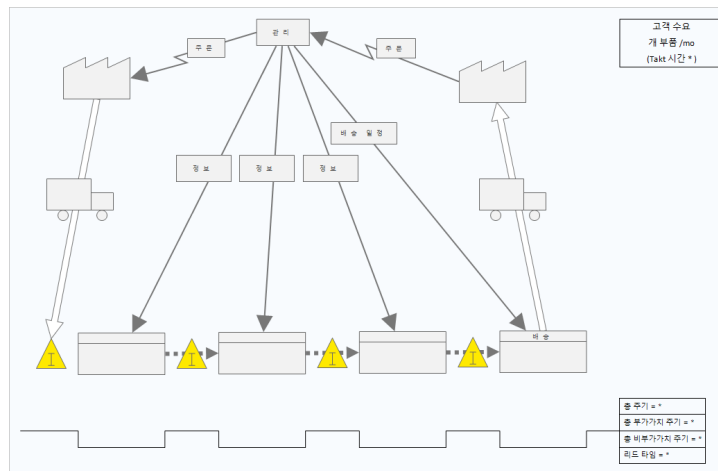 관리
주문
주문
고객 수요
개 부품 /mo
(Takt 시간 * )
배송 일정
정보
정보
정보
I
I
I
I
배송
총 주기 = *
총 부가가치 주기 = *
총 비부가가치 주기 = *
리드 타임 = *